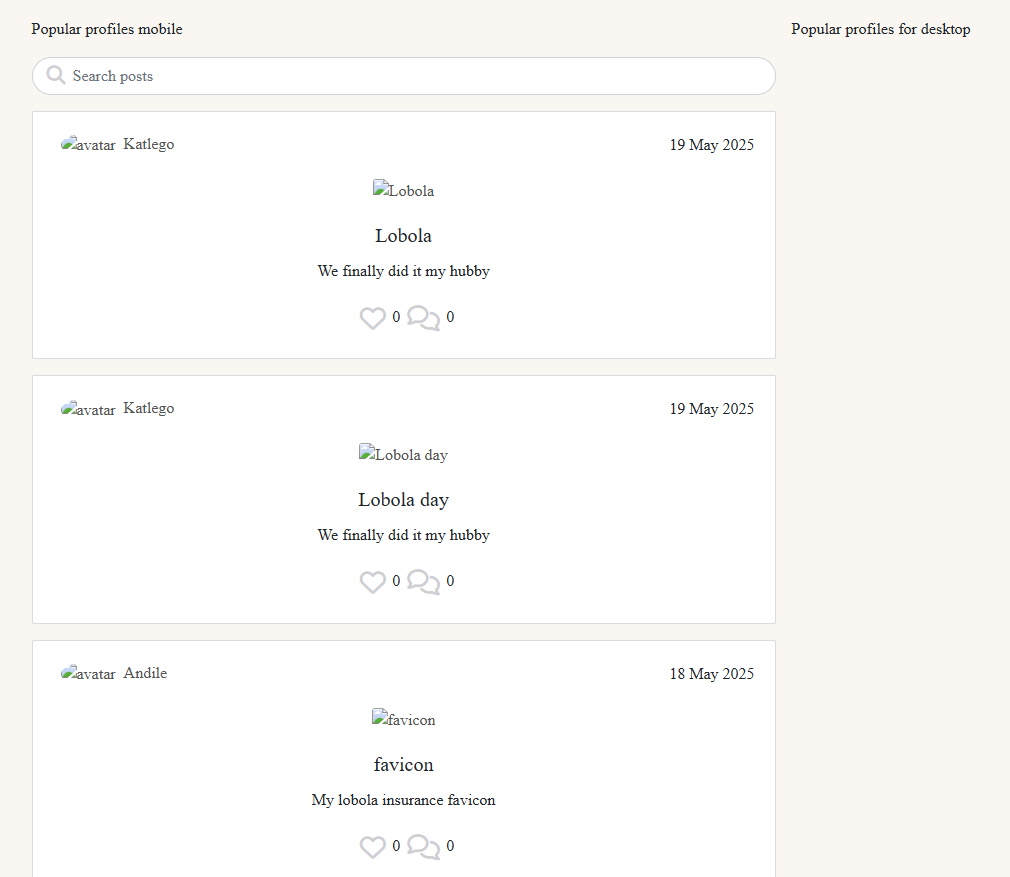 Popular profiles mobile
Popular profiles for desktop
Search posts
avatar Katlego
19 May 2025
Lobola
Lobola
We finally did it my hubby
0 0
avatar Katlego
19 May 2025
Lobola day
Lobola day
We finally did it my hubby
0 0
avatar Andile
18 May 2025
favicon
favicon
My lobola insurance favicon
0 0